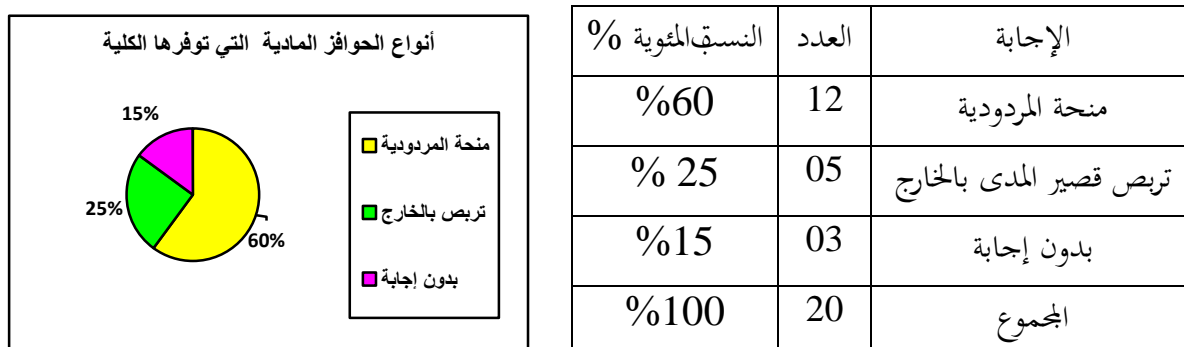 أنواع الحوافز المادية التي توفرها الكلية
15%
25%
60%
منحة المردودية
تربص بالخارج
بدون إجابة
الإجابة العدد النسبةالمئوية %
منحة المردودية 12 %60
تربص قصير المدى بالخارج 05 % 25
بدون إجابة 03 %15
المجموع 20 %100